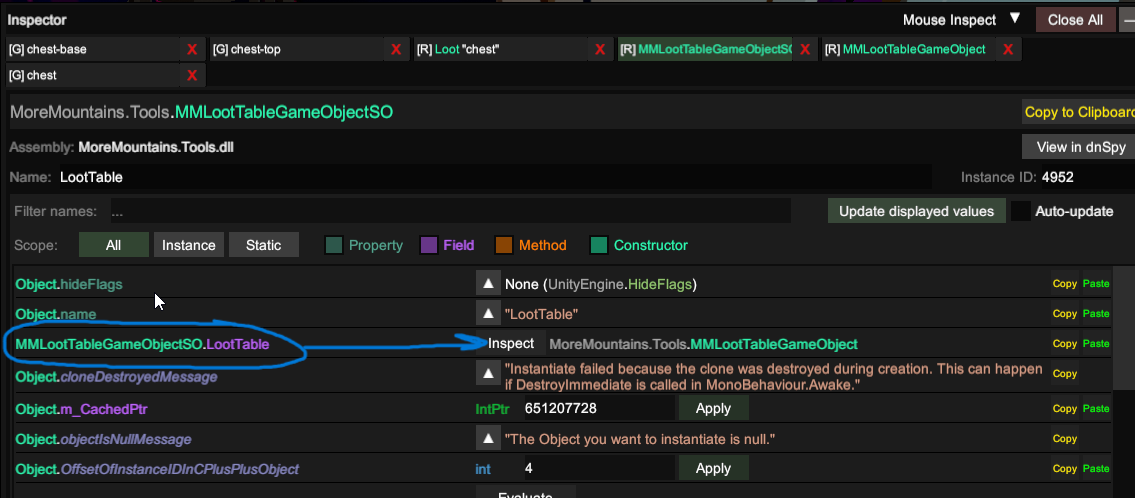 Inspector Mouse Inspect ▼ Close All —
[G] chest-base X [G] chest-top X [R] Loot "chest" X [R] MMLootTableGameObjectSO X [R] MMLootTableGameObject X
[G] chest X
MoreMountains.Tools.MMLootTableGameObjectSO Copy to Clipboard
Assembly: MoreMountains.Tools.dll View in dnSpy
Name: LootTable Instance ID: 4952
Filter names: ... Update displayed values Auto-update
Scope: All Instance Static Property Field Method Constructor
Object.hideFlags ▲ None (UnityEngine.HideFlags) Copy Paste
Object.name ▲ "LootTable" Copy Paste
MMLootTableGameObjectSO.LootTable Inspect MoreMountains.Tools.MMLootTableGameObject Copy Paste
Object.cloneDestroyedMessage ▲ "Instantiate failed because the clone was destroyed during creation. This can happen Copy
if DestroyImmediate is called in MonoBehaviour.Awake."
Object.m_CachedPtr IntPtr 651207728 Apply Copy Paste
Object.objectIsNullMessage ▲ "The Object you want to instantiate is null." Copy
Object.OffsetOfInstanceIDInCPlusPlusObject int 4 Apply Copy Paste
Evaluate